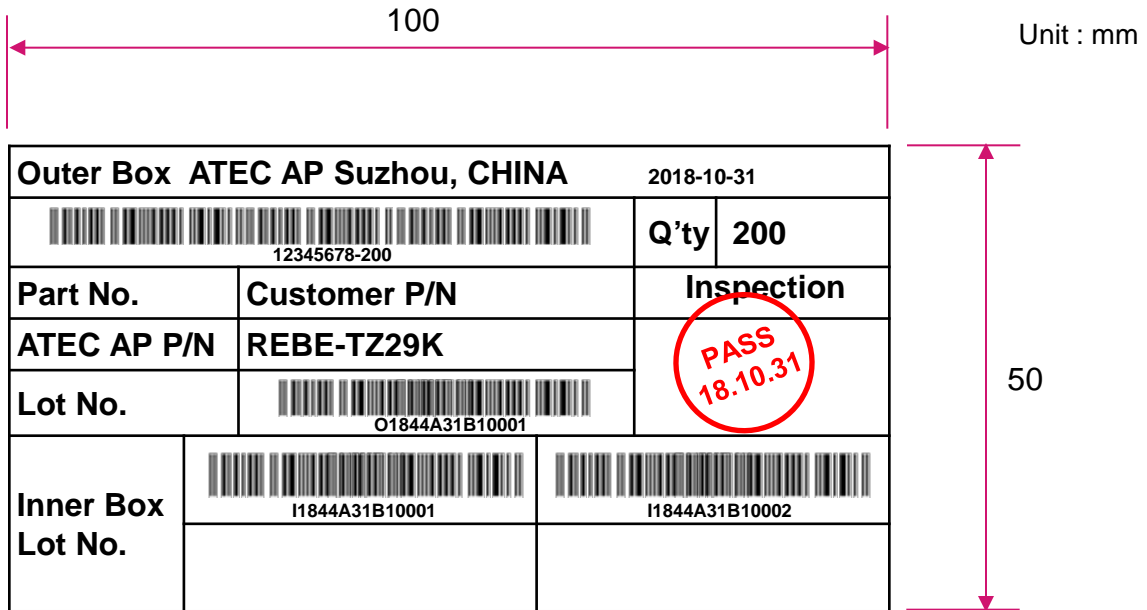 100
Unit : mm
Outer Box ATEC AP Suzhou, CHINA 2018-10-31
12345678-200
Q'ty 200
Part No. Customer P/N Inspection
ATEC AP P/N REBE-TZ29K
PASS
18.10.31
50
Lot No.
O1844A31B10001
Inner Box
Lot No.
I1844A31B10001 I1844A31B10002